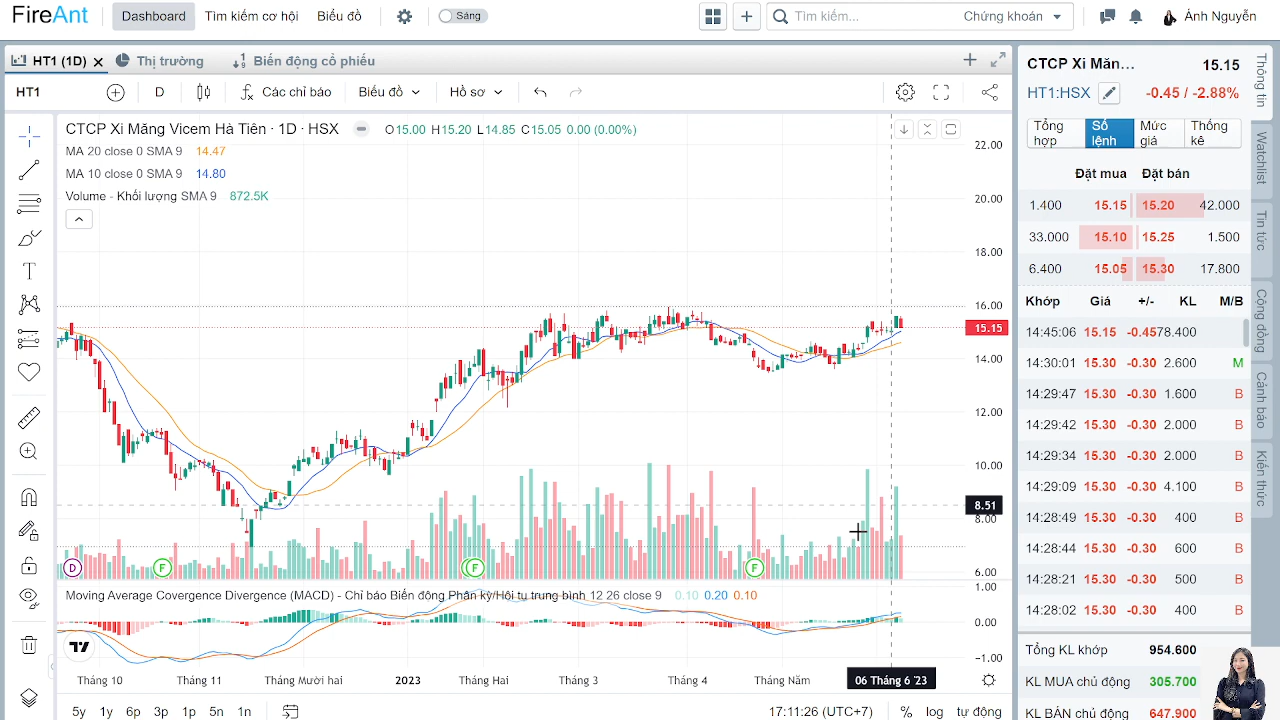 FireAnt Dashboard Tìm kiếm cơ hội Biểu đồ Sáng Tìm kiếm... Chứng khoán Ánh Nguyễn
HT1 (1D) Thị trường Biến động cổ phiếu
HT1 D Các chỉ báo Biểu đồ Hồ sơ
CTCP Xi Măng Vicem Hà Tiên · 1D · HSX O15.00 H15.20 L14.85 C15.05 0.00 (0.00%)
MA 20 close 0 SMA 9 14.47
MA 10 close 0 SMA 9 14.80
Volume - Khối lượng SMA 9 872.5K
22.00
20.00
18.00
16.00
15.15
14.00
12.00
10.00
8.51
8.00
6.00
D F F F
Moving Average Covergence Divergence (MACD) - Chỉ báo Biến động Phân Kỳ/Hội tụ trung bình 12 26 close 9 0.10 0.20 0.10
1.00
0.00
-1.00
Tháng 10 Tháng 11 Tháng Mười hai 2023 Tháng Hai Tháng 3 Tháng 4 Tháng Năm 06 Tháng 6 '23
5y 1y 6p 3p 1p 5n 1n 17:11:26 (UTC+7) % log tự động
CTCP Xi Măn... 15.15
HT1:HSX -0.45 / -2.88%
Tổng hợp Số lệnh Mức giá Thống kê
Đặt mua Đặt bán
1.400 15.15 15.20 42.000
33.000 15.10 15.25 1.500
6.400 15.05 15.30 17.800
Khớp Giá +/- KL M/B
14:45:06 15.15 -0.45 78.400
14:30:01 15.30 -0.30 2.600 M
14:29:47 15.30 -0.30 1.600 B
14:29:42 15.30 -0.30 2.000 B
14:29:34 15.30 -0.30 2.000 B
14:29:09 15.30 -0.30 4.100 B
14:28:49 15.30 -0.30 400 B
14:28:44 15.30 -0.30 600 B
14:28:21 15.30 -0.30 500 B
14:28:02 15.30 -0.30 400 B
Tổng KL khớp 954.600
KL MUA chủ động 305.700
KL BÁN chủ động 647.900
Thông tin
Watchlist
Tin tức
Cộng đồng
Cảnh báo
Kiến thức